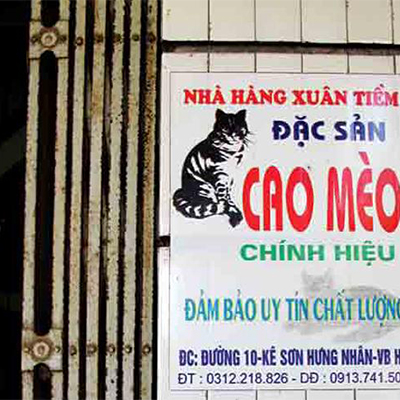 NHÀ HÀNG XUÂN TIỀM
ĐẶC SẢN
CAO MÈO
CHÍNH HIỆU
ĐẢM BẢO UY TÍN CHẤT LƯỢNG
ĐC: ĐƯỜNG 10-KÊ SƠN HƯNG NHÂN-VB H
ĐT : 0312.218.826 - DĐ : 0913.741.50